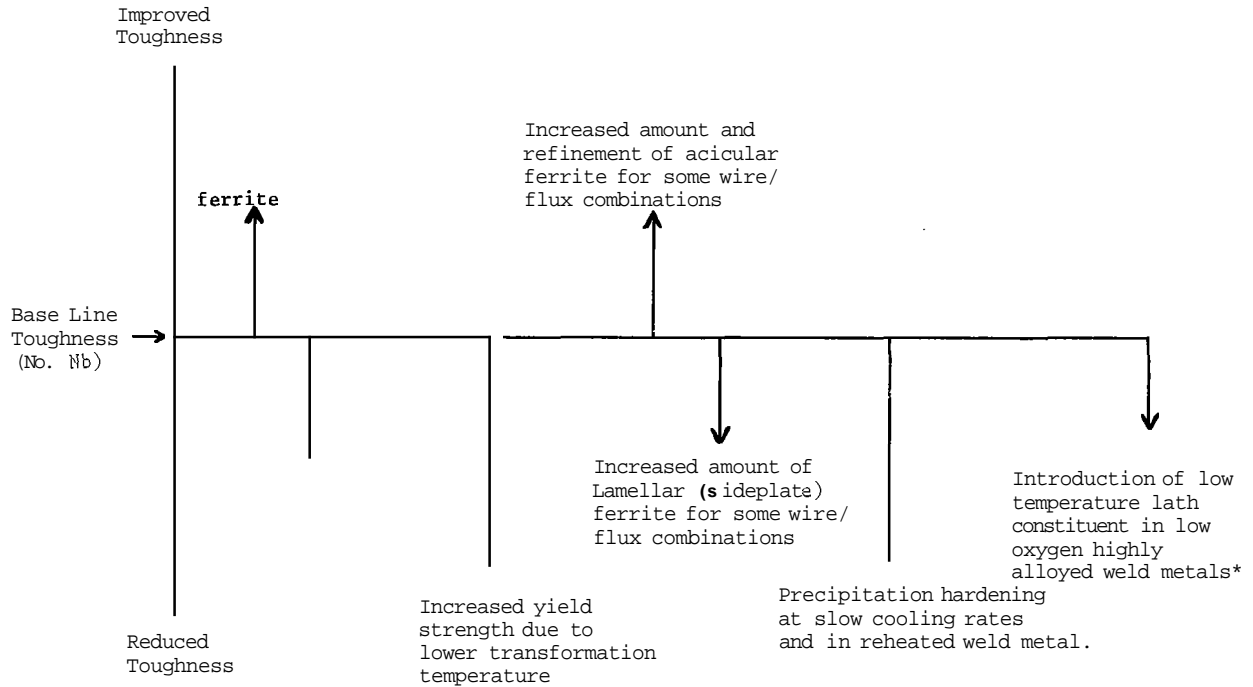 Improved
Toughness
Increased amount and
refinement of acicular
ferrite for some wire/
flux combinations
ferrite
Base Line
Toughness
(No. Nb)
Increased amount of
Lamellar (s ideplate)
ferrite for some wire/
flux combinations
Introduction of low
temperature lath
constituent in low
oxygen highly
alloyed weld metals*
Precipitation hardening
at slow cooling rates
and in reheated weld metal.
Increased yield
strength due to
lower transformation
temperature
Reduced
Toughness